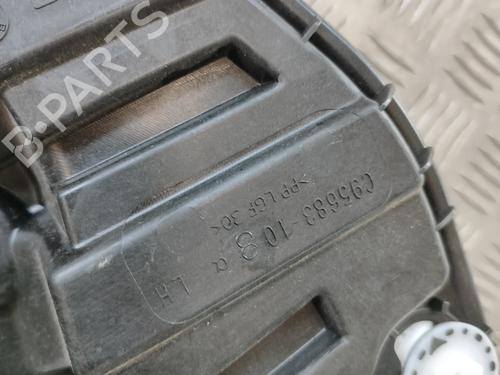 B-PARTS
C95683-103
>PP LGF 30<
α LH